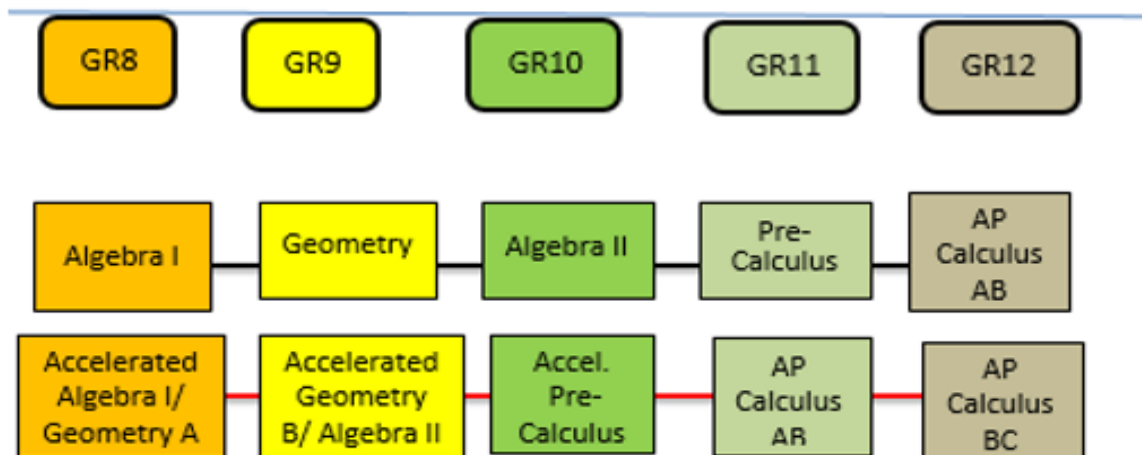 GR8 GR9 GR10 GR11 GR12
Algebra I
Geometry
Algebra II
Pre-
Calculus
AP
Calculus
AB
Accelerated
Algebra I/
Geometry A
Accelerated
Geometry
B/ Algebra II
Accel.
Pre-
Calculus
AP
Calculus
AB
AP
Calculus
BC